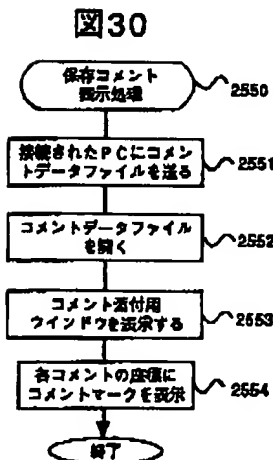 図30
保存コメント
表示処理
2550
接続されたPCにコメン
トデータファイルを送る
2551
コメントデータファイル
を開く
2552
コメント添付用
ウインドウを表示する
2553
各コメントの座標に
コメントマークを表示
2554
終了